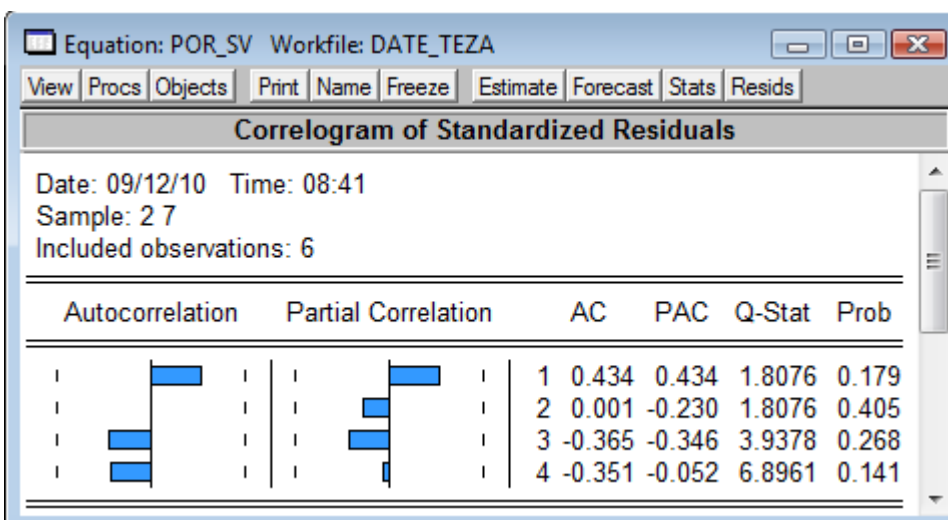 Equation: POR_SV Workfile: DATE_TEZA
View Procs Objects Print Name Freeze Estimate Forecast Stats Resids
Correlogram of Standardized Residuals
Date: 09/12/10 Time: 08:41
Sample: 2 7
Included observations: 6
Autocorrelation Partial Correlation AC PAC Q-Stat Prob
1 0.434 0.434 1.8076 0.179
2 0.001 -0.230 1.8076 0.405
3 -0.365 -0.346 3.9378 0.268
4 -0.351 -0.052 6.8961 0.141